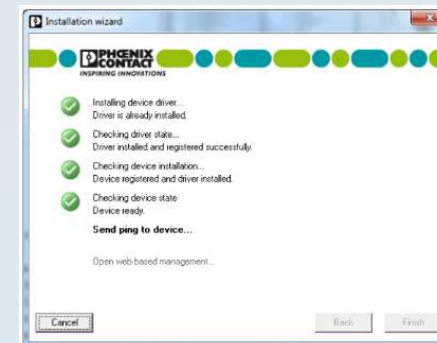 Installation wizard
PHŒNIX
CONTACT
INSPIRING INNOVATIONS
Installing device driver...
Driver is already installed.
Checking driver state...
Driver installed and registered successfully.
Checking device installation...
Device registered and driver installed.
Checking device state
Device ready.
Send ping to device...
Open web-based management...
Cancel
Back
Finish